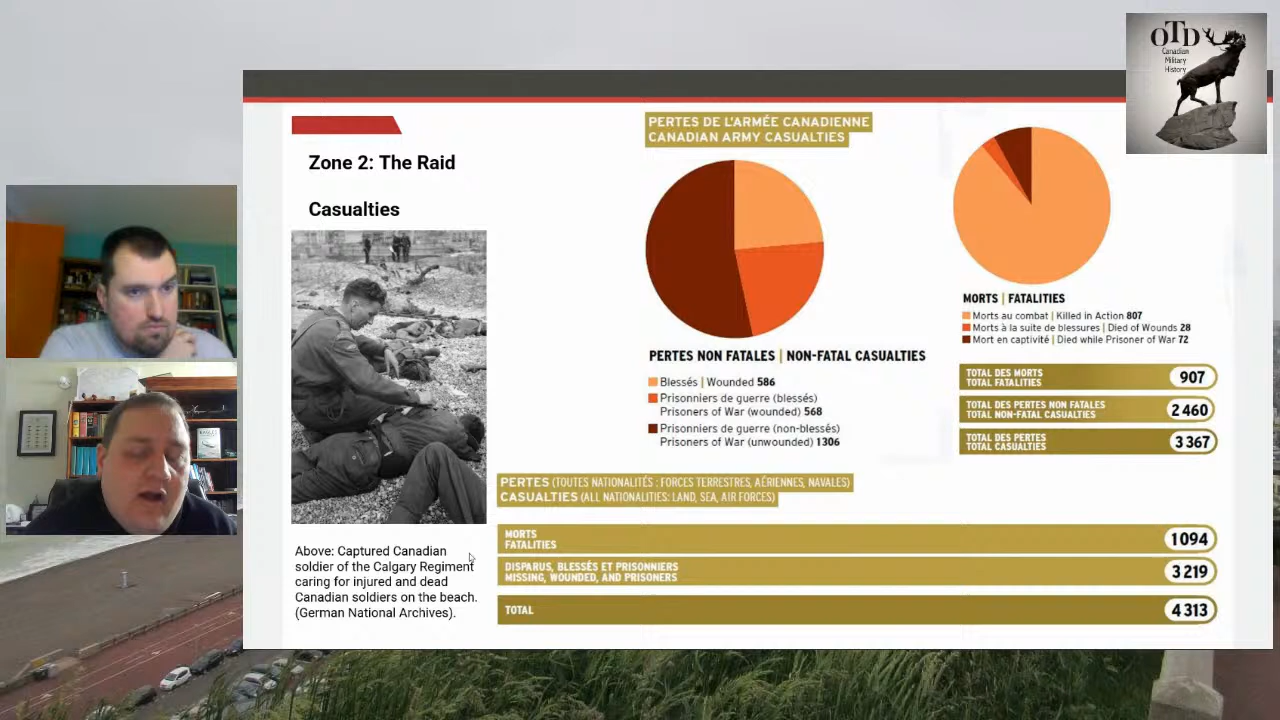 OTD
Canadian
Military
History
Zone 2: The Raid
Casualties
Above: Captured Canadian
soldier of the Calgary Regiment
caring for injured and dead
Canadian soldiers on the beach.
(German National Archives).
PERTES DE L'ARMÉE CANADIENNE
CANADIAN ARMY CASUALTIES
PERTES NON FATALES | NON-FATAL CASUALTIES
Blessés | Wounded 586
Prisonniers de guerre (blessés)
Prisoners of War (wounded) 568
Prisonniers de guerre (non-blessés)
Prisoners of War (unwounded) 1306
MORTS | FATALITIES
Morts au combat | Killed in Action 807
Morts à la suite de blessures | Died of Wounds 28
Mort en captivité | Died while Prisoner of War 72
TOTAL DES MORTS
TOTAL FATALITIES
907
TOTAL DES PERTES NON FATALES
TOTAL NON-FATAL CASUALTIES
2 460
TOTAL DES PERTES
TOTAL CASUALTIES
3 367
PERTES (TOUTES NATIONALITÉS : FORCES TERRESTRES, AÉRIENNES, NAVALES)
CASUALTIES (ALL NATIONALITIES: LAND, SEA, AIR FORCES)
MORTS
FATALITIES
1 094
DISPARUS, BLESSÉS ET PRISONNIERS
MISSING, WOUNDED, AND PRISONERS
3 219
TOTAL
4 313